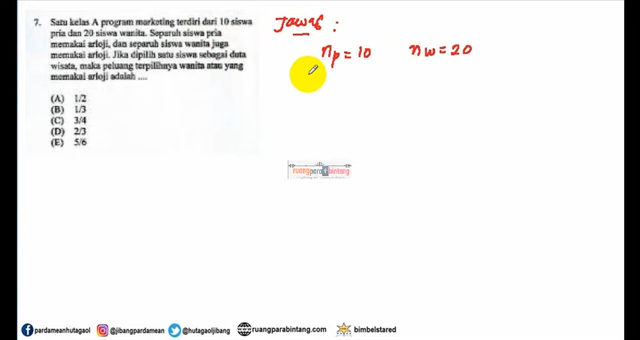 7. Satu kelas A program marketing terdiri dari 10 siswa
pria dan 20 siswa wanita. Separuh siswa pria
memakai arloji, dan separuh siswa wanita juga
memakai arloji. Jika dipilih satu siswa sebagai duta
wisata, maka peluang terpilihnya wanita atau yang
memakai arloji adalah ....
(A) 1/2
(B) 1/3
(C) 3/4
(D) 2/3
(E) 5/6
Jawab :
np = 10 nw = 20
ruangparabintang
pardameanhutagaol @jibangpardamean @hutagaoljibang ruangparabintang.com bimbelstared